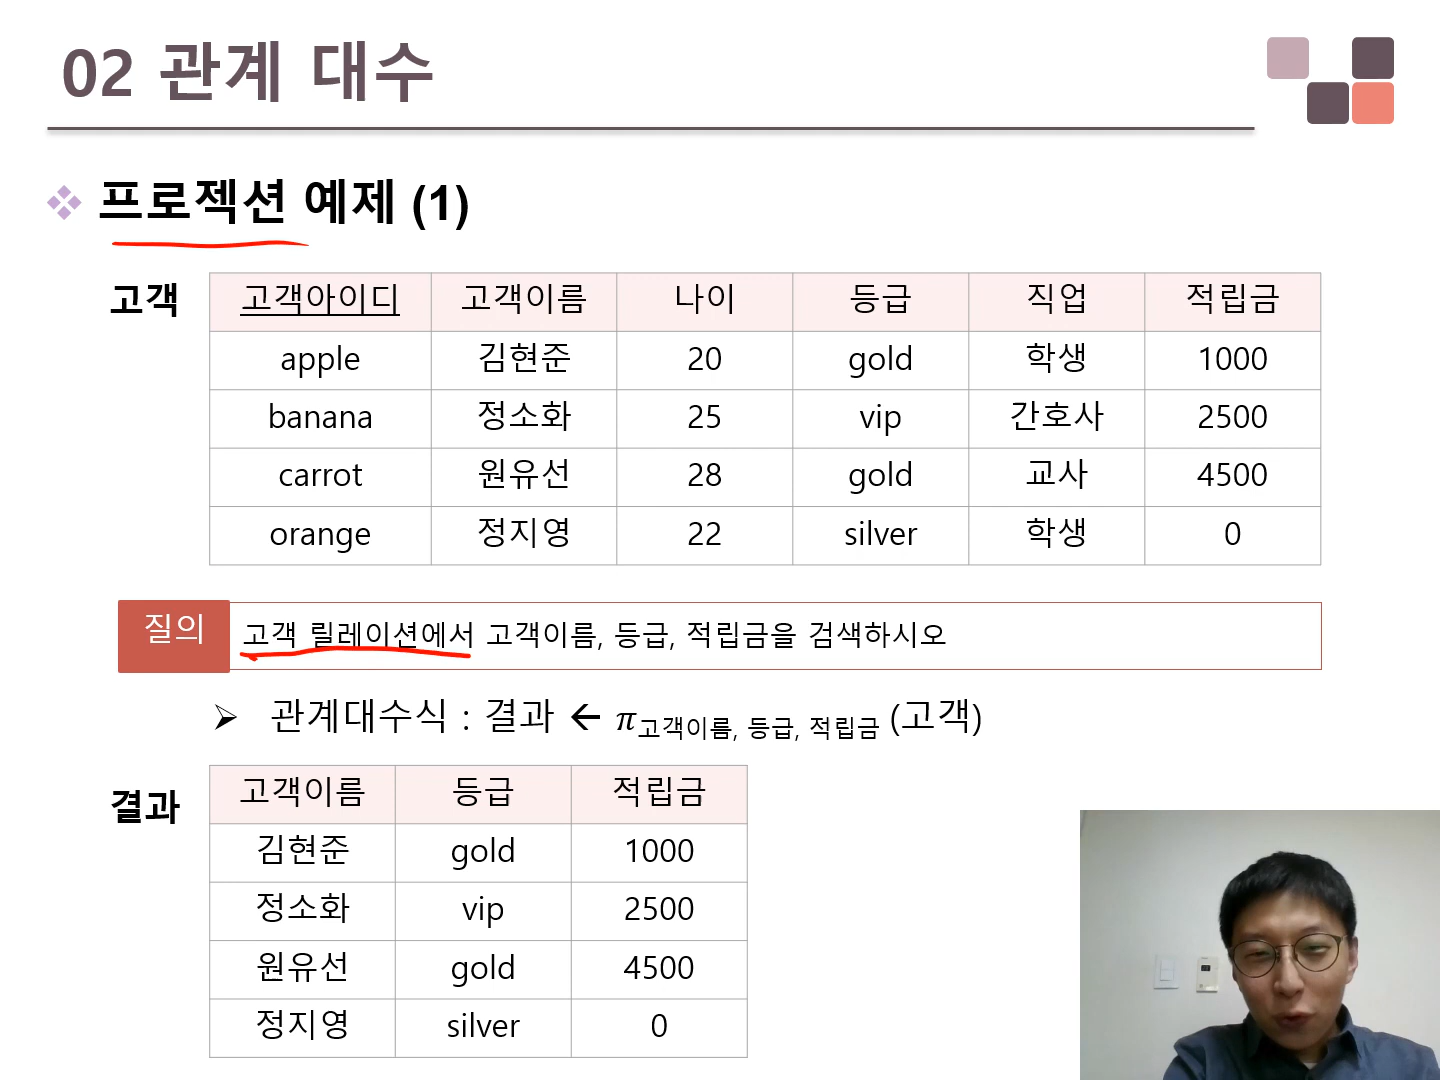 02 관계 대수
프로젝션 예제 (1)
고객
고객아이디 고객이름 나이 등급 직업 적립금
apple 김현준 20 gold 학생 1000
banana 정소화 25 vip 간호사 2500
carrot 원유선 28 gold 교사 4500
orange 정지영 22 silver 학생 0
질의 고객 릴레이션에서 고객이름, 등급, 적립금을 검색하시오
➢ 관계대수식 : 결과 ← π고객이름, 등급, 적립금 (고객)
결과
고객이름 등급 적립금
김현준 gold 1000
정소화 vip 2500
원유선 gold 4500
정지영 silver 0